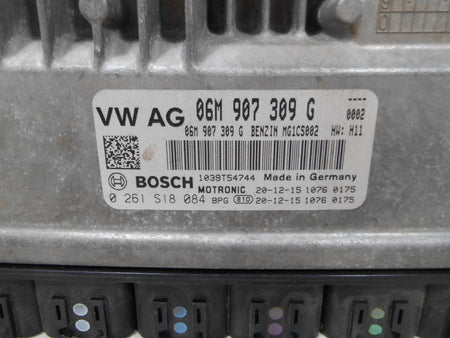 VW AG 06M 907 309 G ----
06M 907 309 G BENZIN MG1CS002 HW: H11 0002
BOSCH 1039T54744 Made in Germany
MOTRONIC 20-12-15 1076 0175
0 261 S18 084 BPG 810 20-12-15 1076 0175